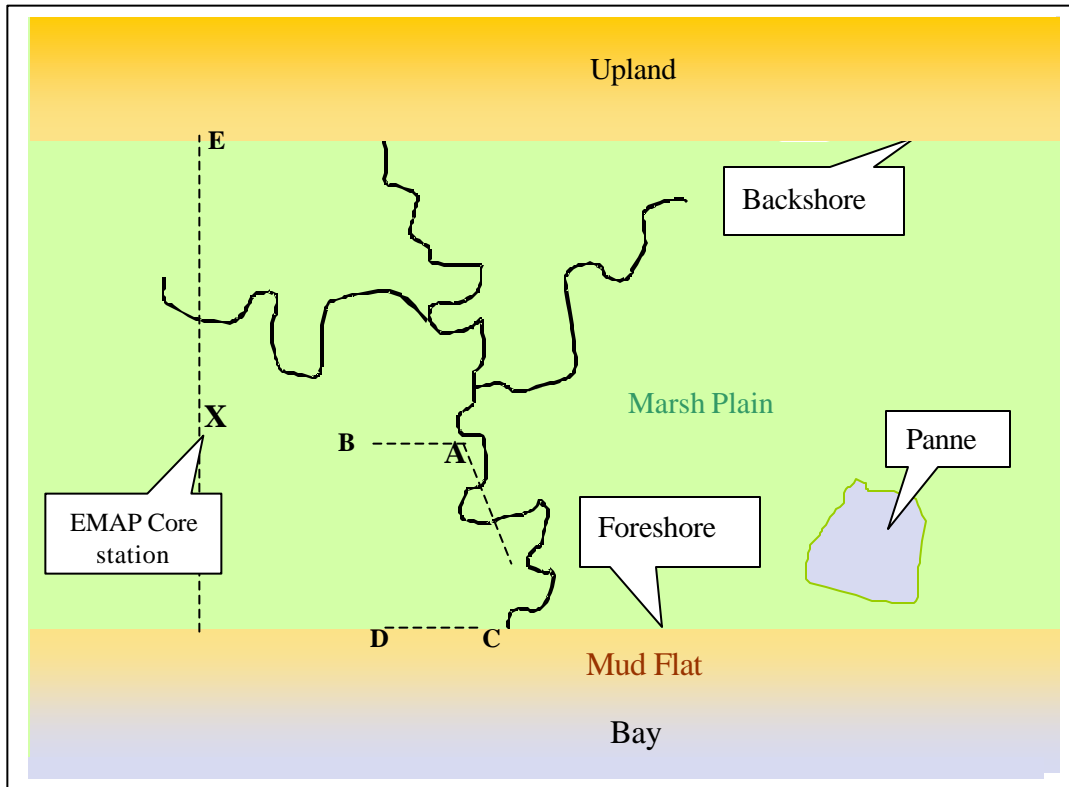 Upland
E
Backshore
Marsh Plain
X
Panne
B
A
EMAP Core
station
Foreshore
D
C
Mud Flat
Bay